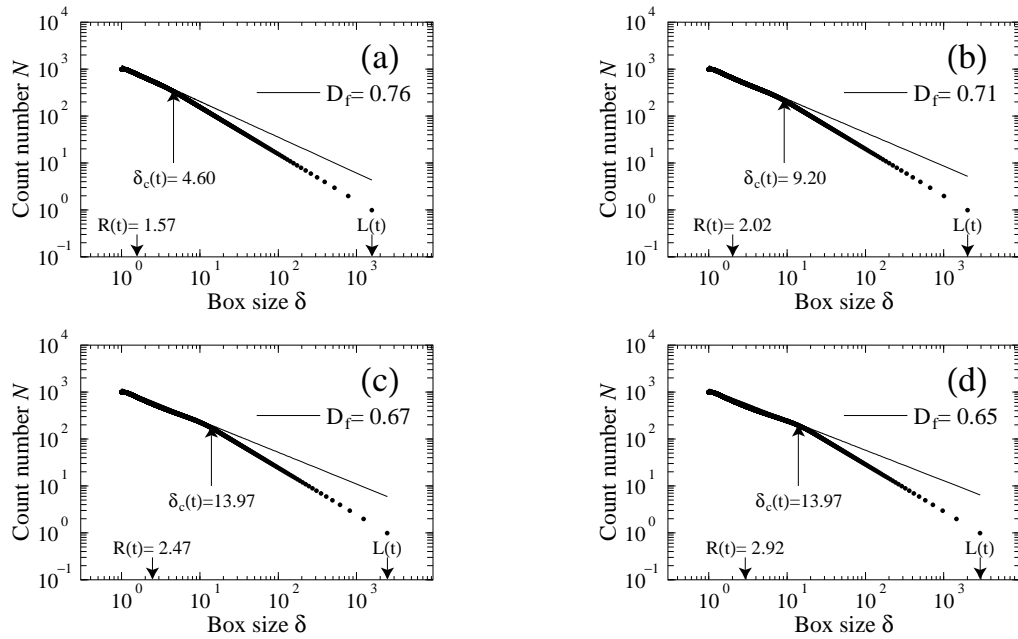 10^4
10^3
10^2
10^1
10^0
10^-1
Count number N
(a)
D_f= 0.76
δ_c(t)= 4.60
R(t)= 1.57
L(t)
10^0 10^1 10^2 10^3
Box size δ
10^4
10^3
10^2
10^1
10^0
10^-1
Count number N
(b)
D_f= 0.71
δ_c(t)= 9.20
R(t)= 2.02
L(t)
10^0 10^1 10^2 10^3
Box size δ
10^4
10^3
10^2
10^1
10^0
10^-1
Count number N
(c)
D_f= 0.67
δ_c(t)=13.97
R(t)= 2.47
L(t)
10^0 10^1 10^2 10^3
Box size δ
10^4
10^3
10^2
10^1
10^0
10^-1
Count number N
(d)
D_f= 0.65
δ_c(t)=13.97
R(t)= 2.92
L(t)
10^0 10^1 10^2 10^3
Box size δ